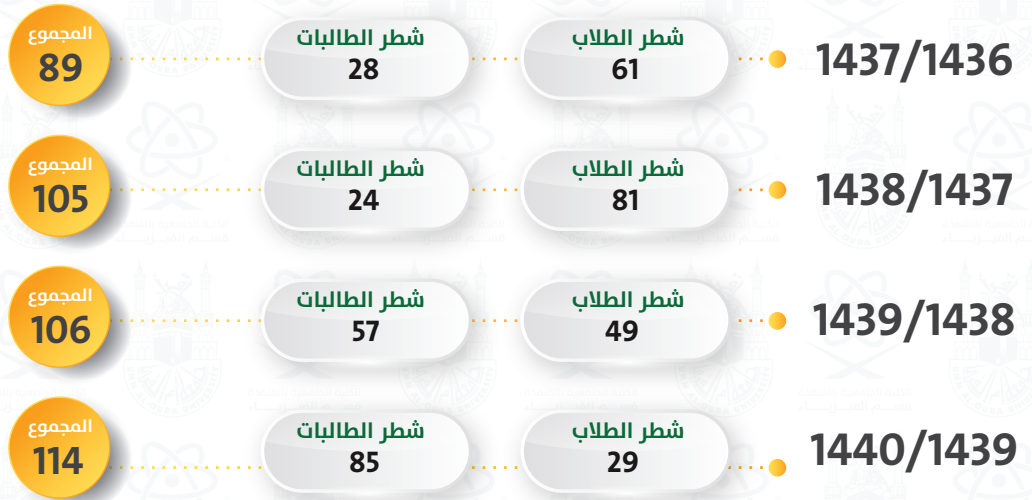 1437/1436
شطر الطلاب
61
شطر الطالبات
28
المجموع
89
1438/1437
شطر الطلاب
81
شطر الطالبات
24
المجموع
105
1439/1438
شطر الطلاب
49
شطر الطالبات
57
المجموع
106
1440/1439
شطر الطلاب
29
شطر الطالبات
85
المجموع
114